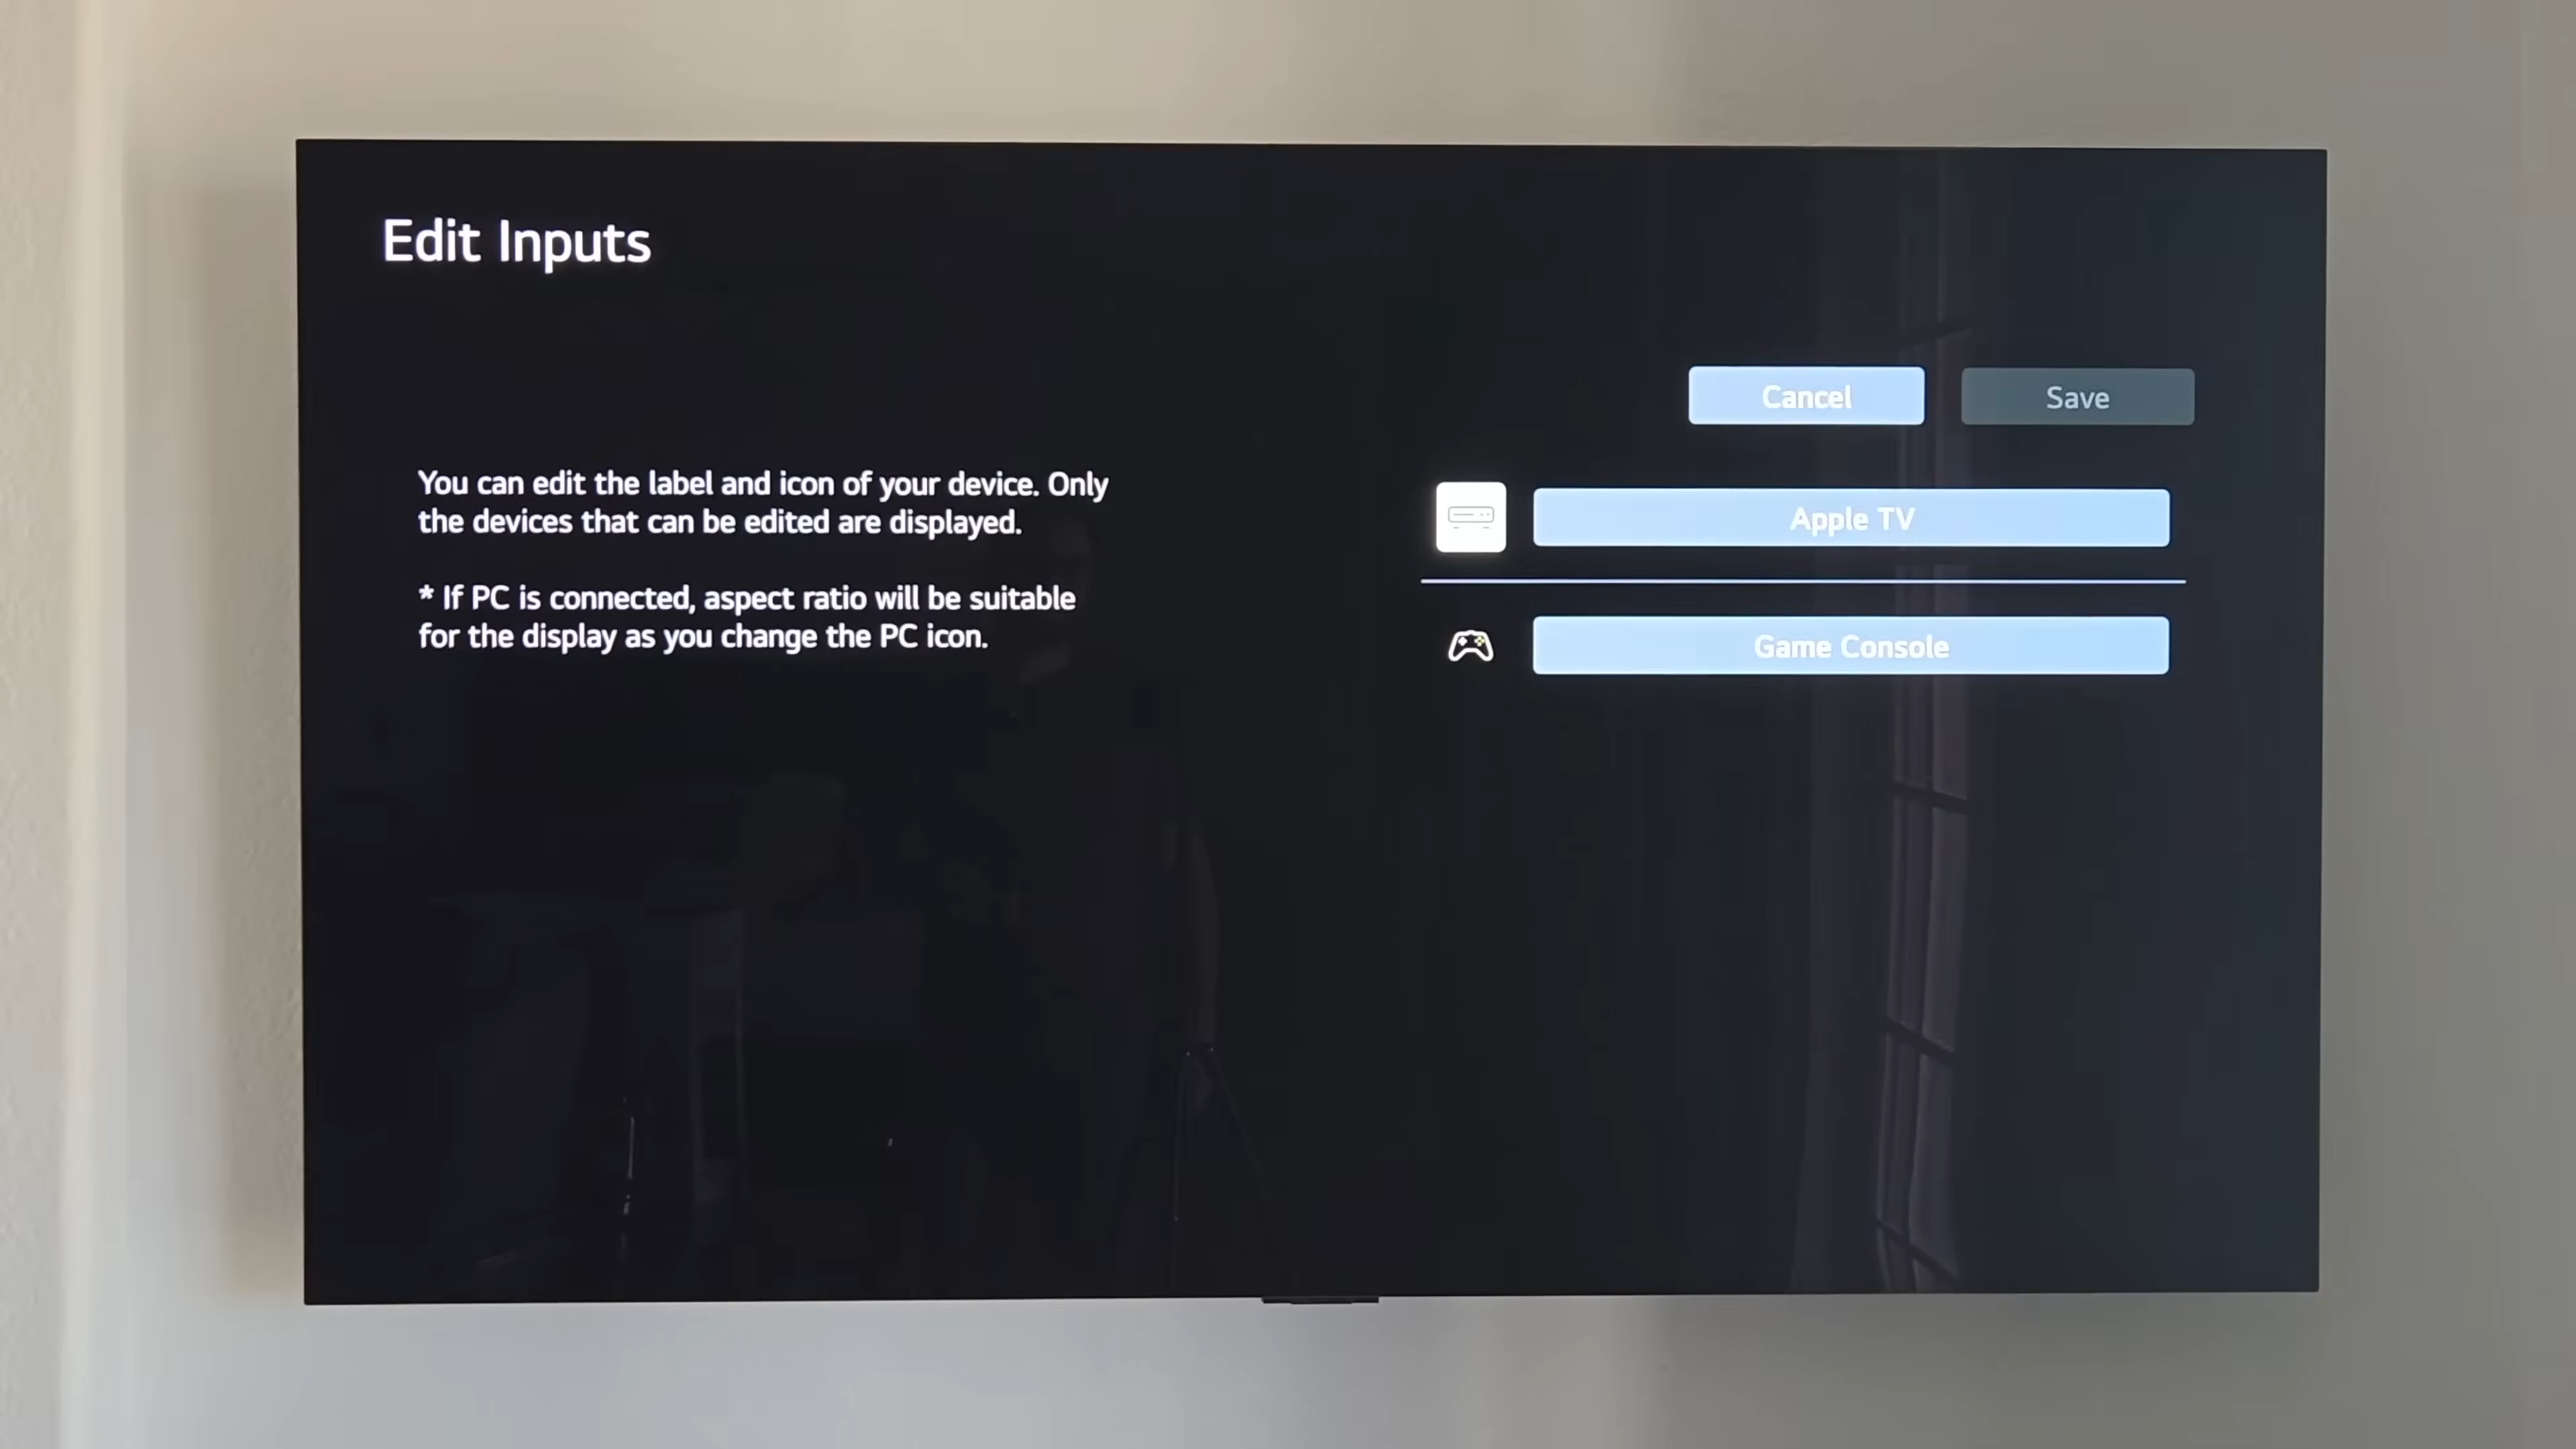 Edit Inputs
Cancel
Save
You can edit the label and icon of your device. Only
the devices that can be edited are displayed.
* If PC is connected, aspect ratio will be suitable
for the display as you change the PC icon.
Apple TV
Game Console